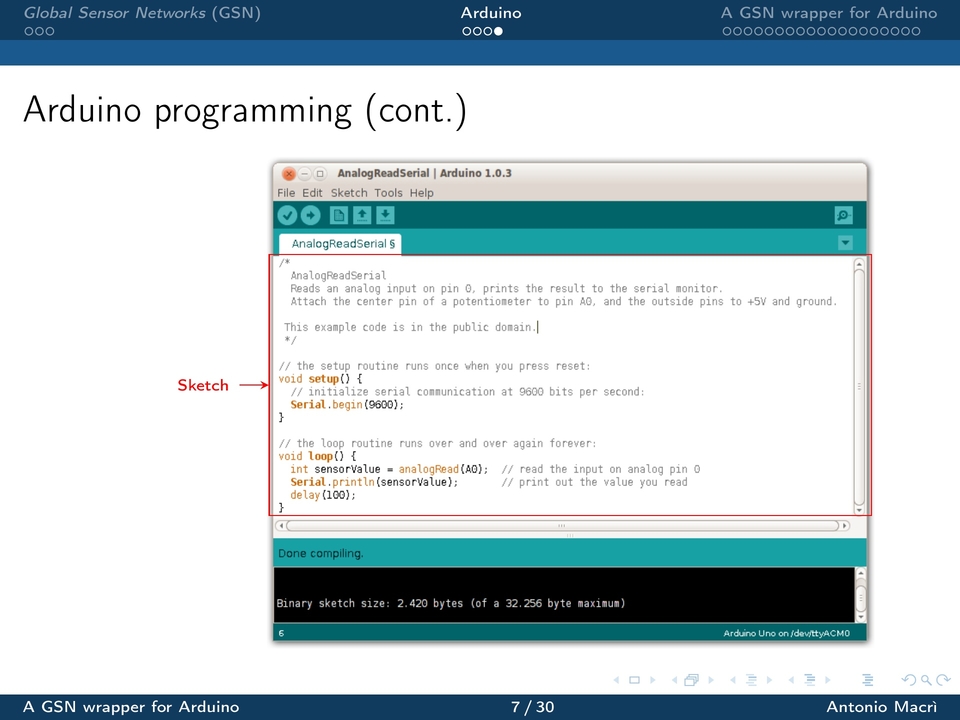 Global Sensor Networks (GSN) Arduino A GSN wrapper for Arduino
Arduino programming (cont.)
AnalogReadSerial | Arduino 1.0.3
File Edit Sketch Tools Help
AnalogReadSerial §
/*
AnalogReadSerial
Reads an analog input on pin 0, prints the result to the serial monitor.
Attach the center pin of a potentiometer to pin A0, and the outside pins to +5V and ground.
This example code is in the public domain.
*/
// the setup routine runs once when you press reset:
void setup() {
// initialize serial communication at 9600 bits per second:
Serial.begin(9600);
}
Sketch
// the loop routine runs over and over again forever:
void loop() {
int sensorValue = analogRead(A0); // read the input on analog pin 0
Serial.println(sensorValue); // print out the value you read
delay(100);
}
Done compiling.
Binary sketch size: 2.420 bytes (of a 32.256 byte maximum)
6 Arduino Uno on /dev/ttyACM0
A GSN wrapper for Arduino 7 / 30 Antonio Macrì